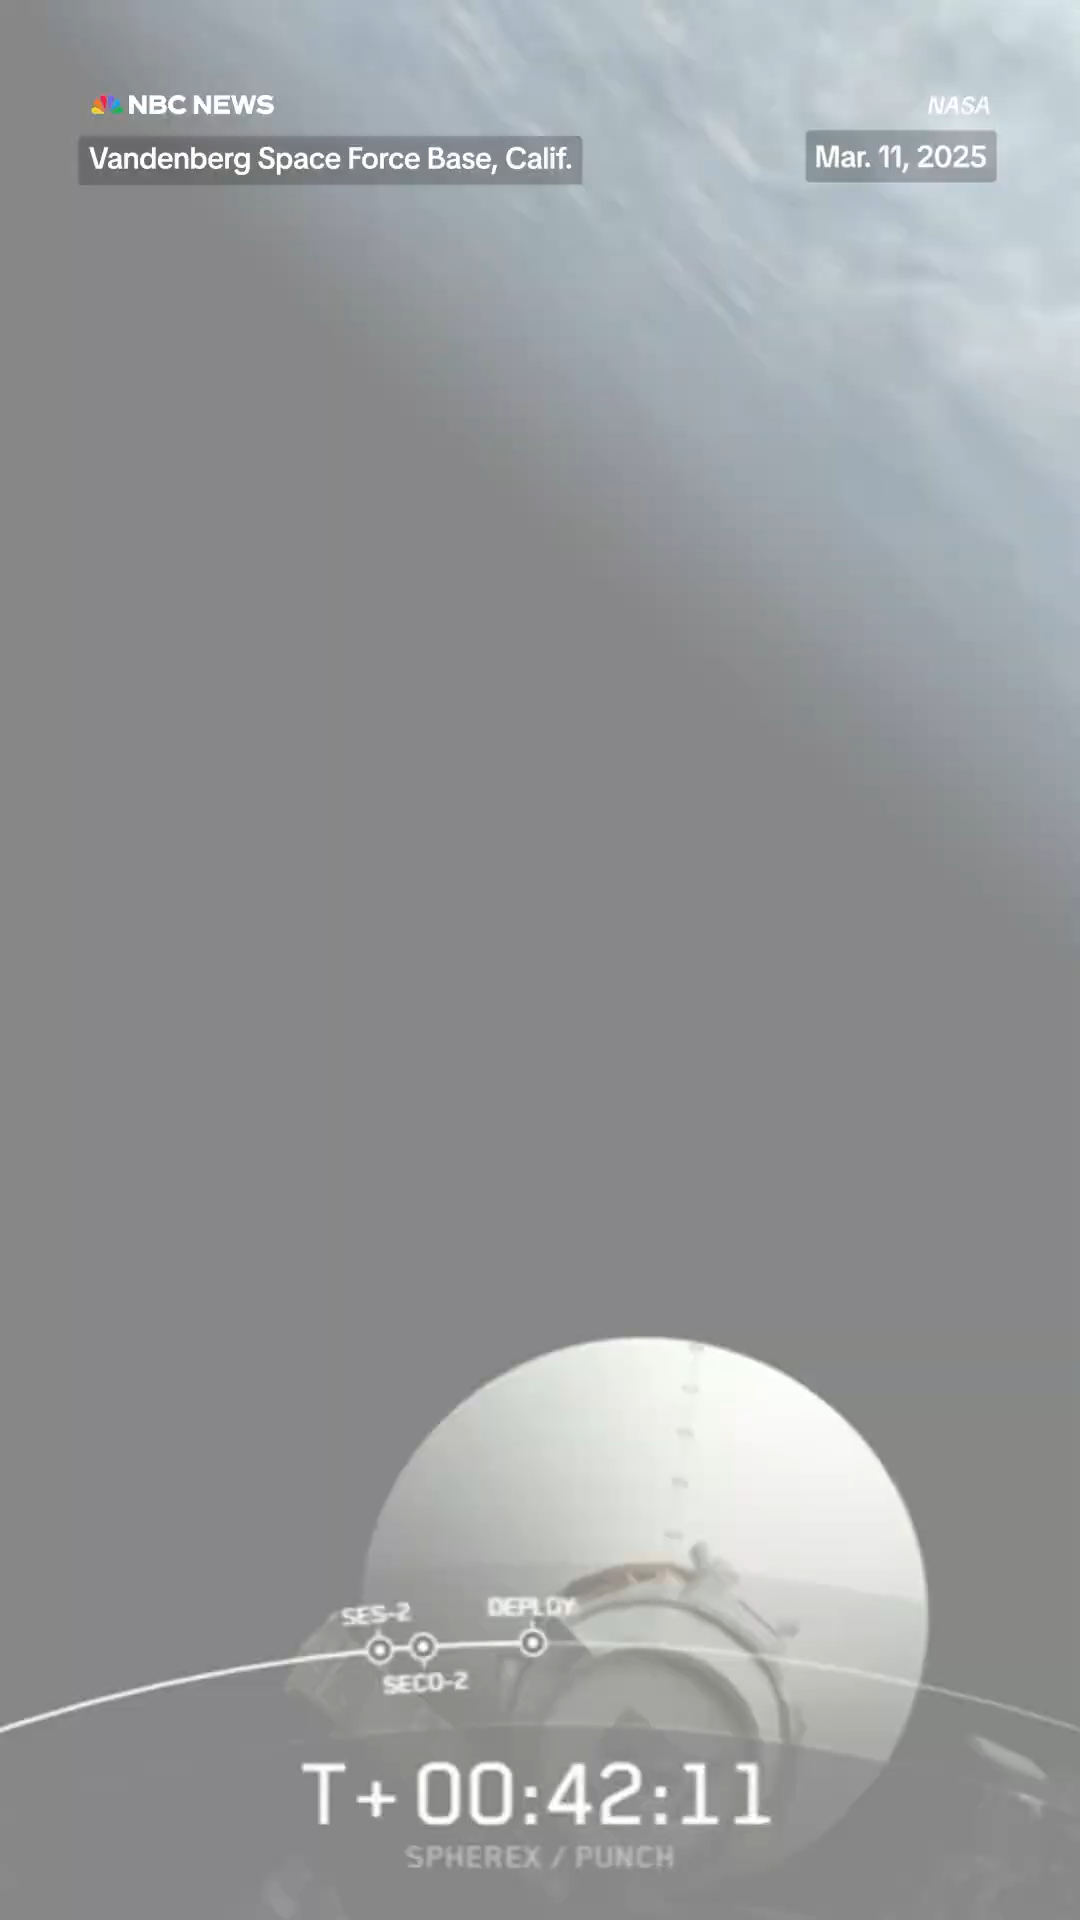 NBC NEWS
NASA
Vandenberg Space Force Base, Calif.
Mar. 11, 2025
SES-2
DEPLOY
SECO-2
T+00:42:11
SPHEREX / PUNCH